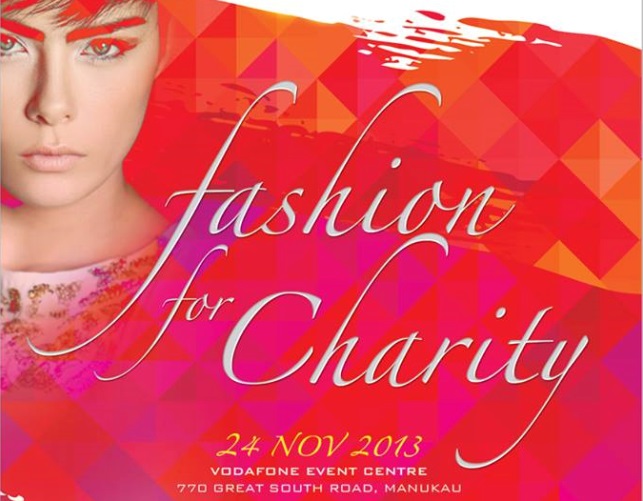 fashion
for Charity
24 NOV 2013
VODAFONE EVENT CENTRE
770 GREAT SOUTH ROAD, MANUKAU